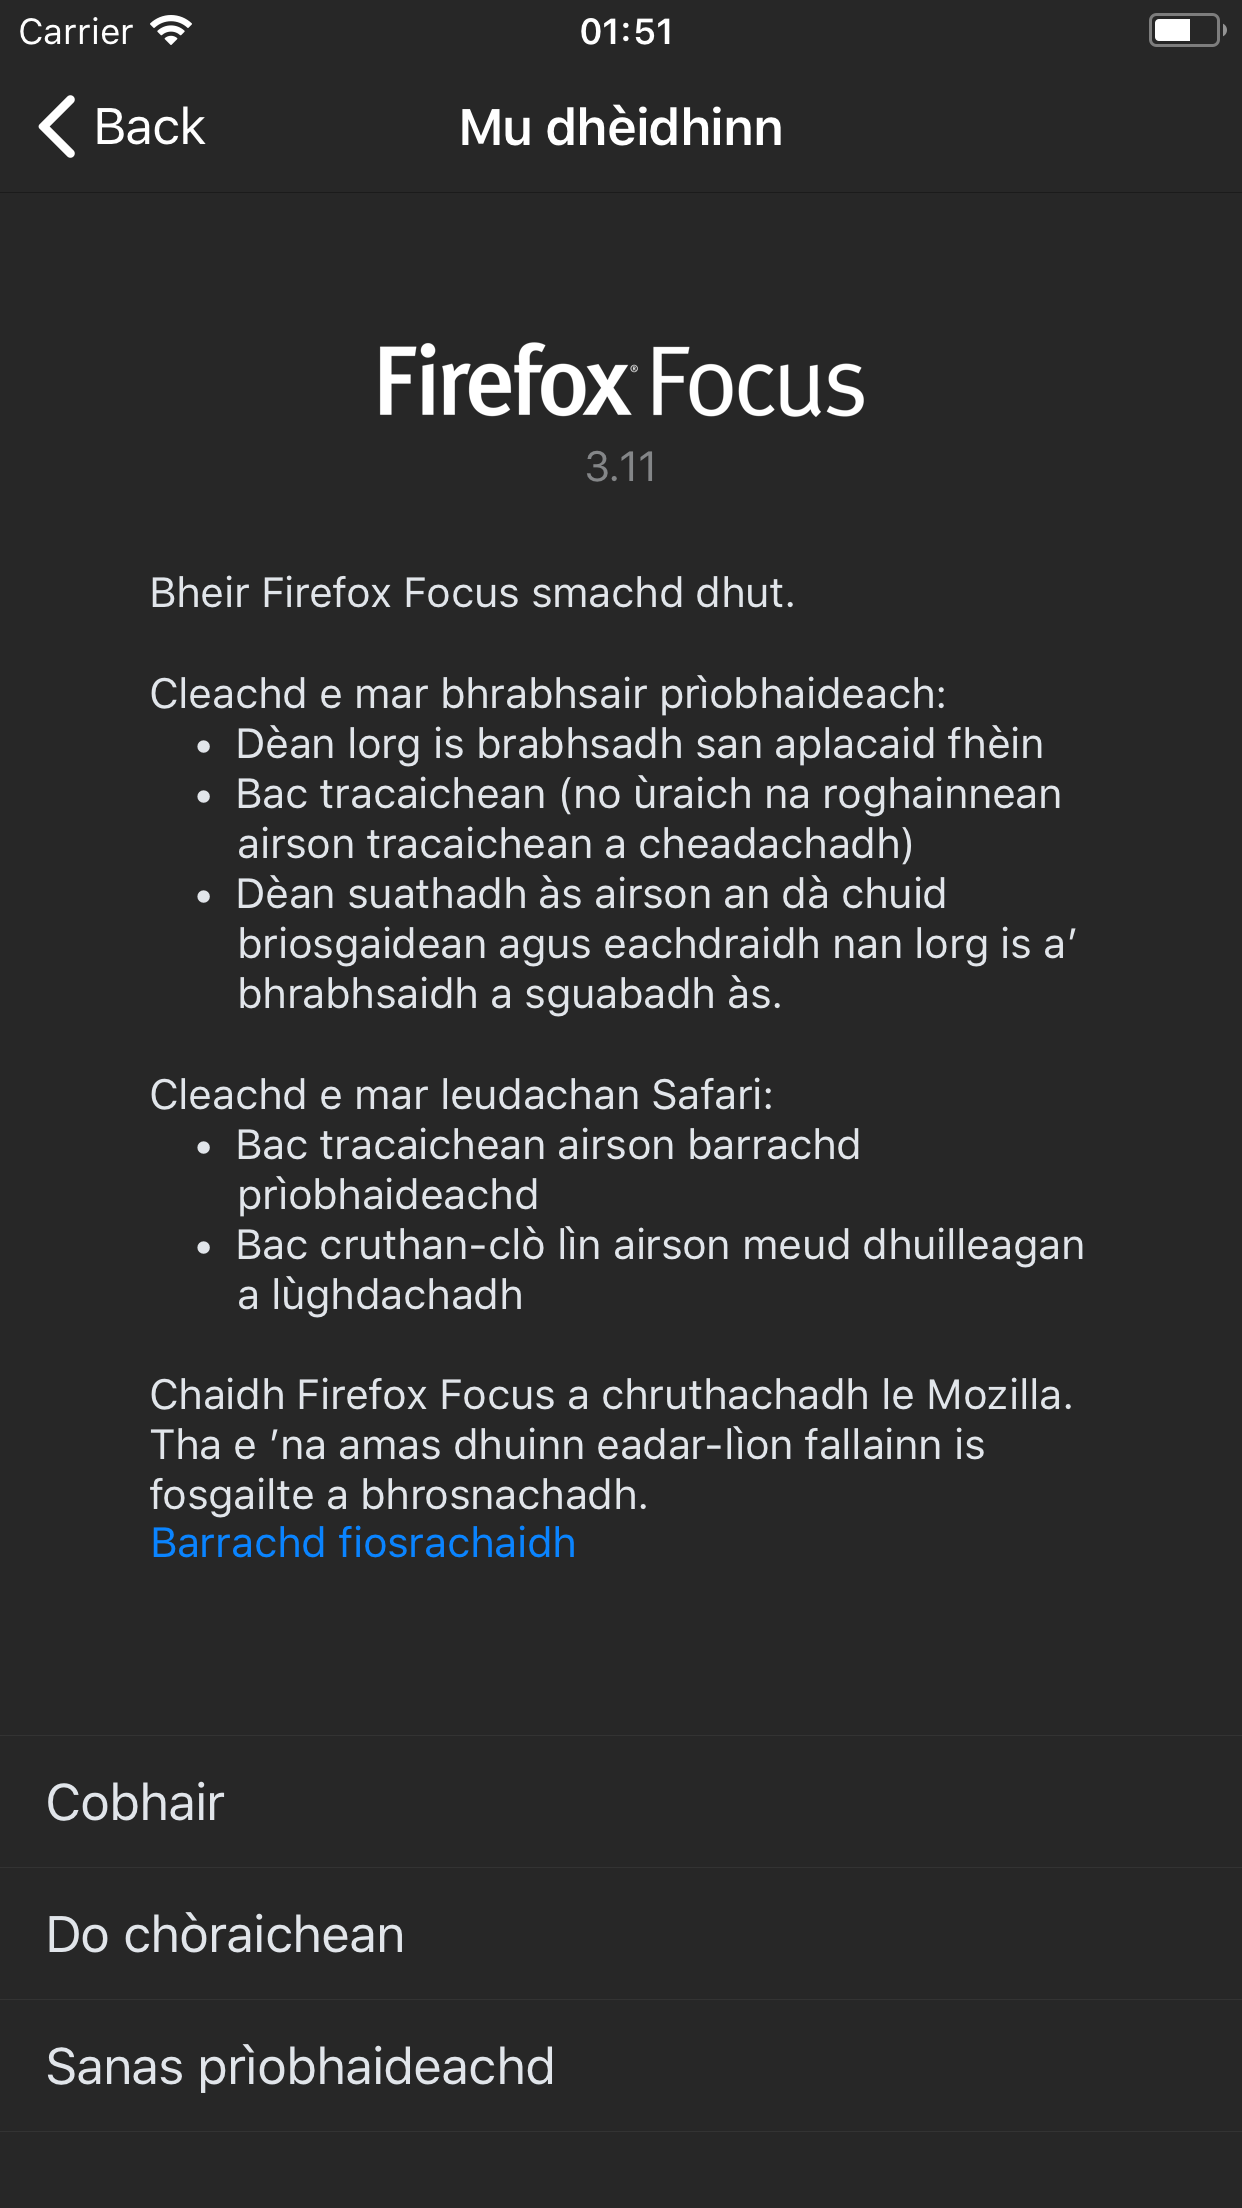 Carrier 01:51
Back Mu dhèidhinn
Firefox® Focus
3.11
Bheir Firefox Focus smachd dhut.
Cleachd e mar bhrabhsair prìobhaideach:
• Dèan lorg is brabhsadh san aplacaid fhèin
• Bac tracaichean (no ùraich na roghainnean
airson tracaichean a cheadachadh)
• Dèan suathadh às airson an dà chuid
briosgaidean agus eachdraidh nan lorg is a’
bhrabhsaidh a sguabadh às.
Cleachd e mar leudachan Safari:
• Bac tracaichean airson barrachd
prìobhaideachd
• Bac cruthan-clò lìn airson meud dhuilleagan
a lùghdachadh
Chaidh Firefox Focus a chruthachadh le Mozilla.
Tha e ’na amas dhuinn eadar-lìon fallainn is
fosgailte a bhrosnachadh.
Barrachd fiosrachaidh
Cobhair
Do chòraichean
Sanas prìobhaideachd